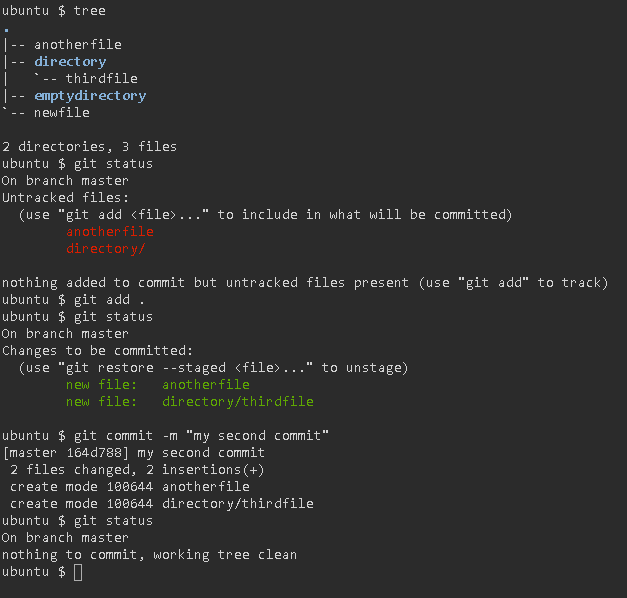 ubuntu $ tree
.
|-- anotherfile
|-- directory
|   `-- thirdfile
|-- emptydirectory
`-- newfile

2 directories, 3 files
ubuntu $ git status
On branch master
Untracked files:
  (use "git add <file>..." to include in what will be committed)
        anotherfile
        directory/

nothing added to commit but untracked files present (use "git add" to track)
ubuntu $ git add .
ubuntu $ git status
On branch master
Changes to be committed:
  (use "git restore --staged <file>..." to unstage)
        new file:   anotherfile
        new file:   directory/thirdfile

ubuntu $ git commit -m "my second commit"
[master 164d788] my second commit
 2 files changed, 2 insertions(+)
 create mode 100644 anotherfile
 create mode 100644 directory/thirdfile
ubuntu $ git status
On branch master
nothing to commit, working tree clean
ubuntu $